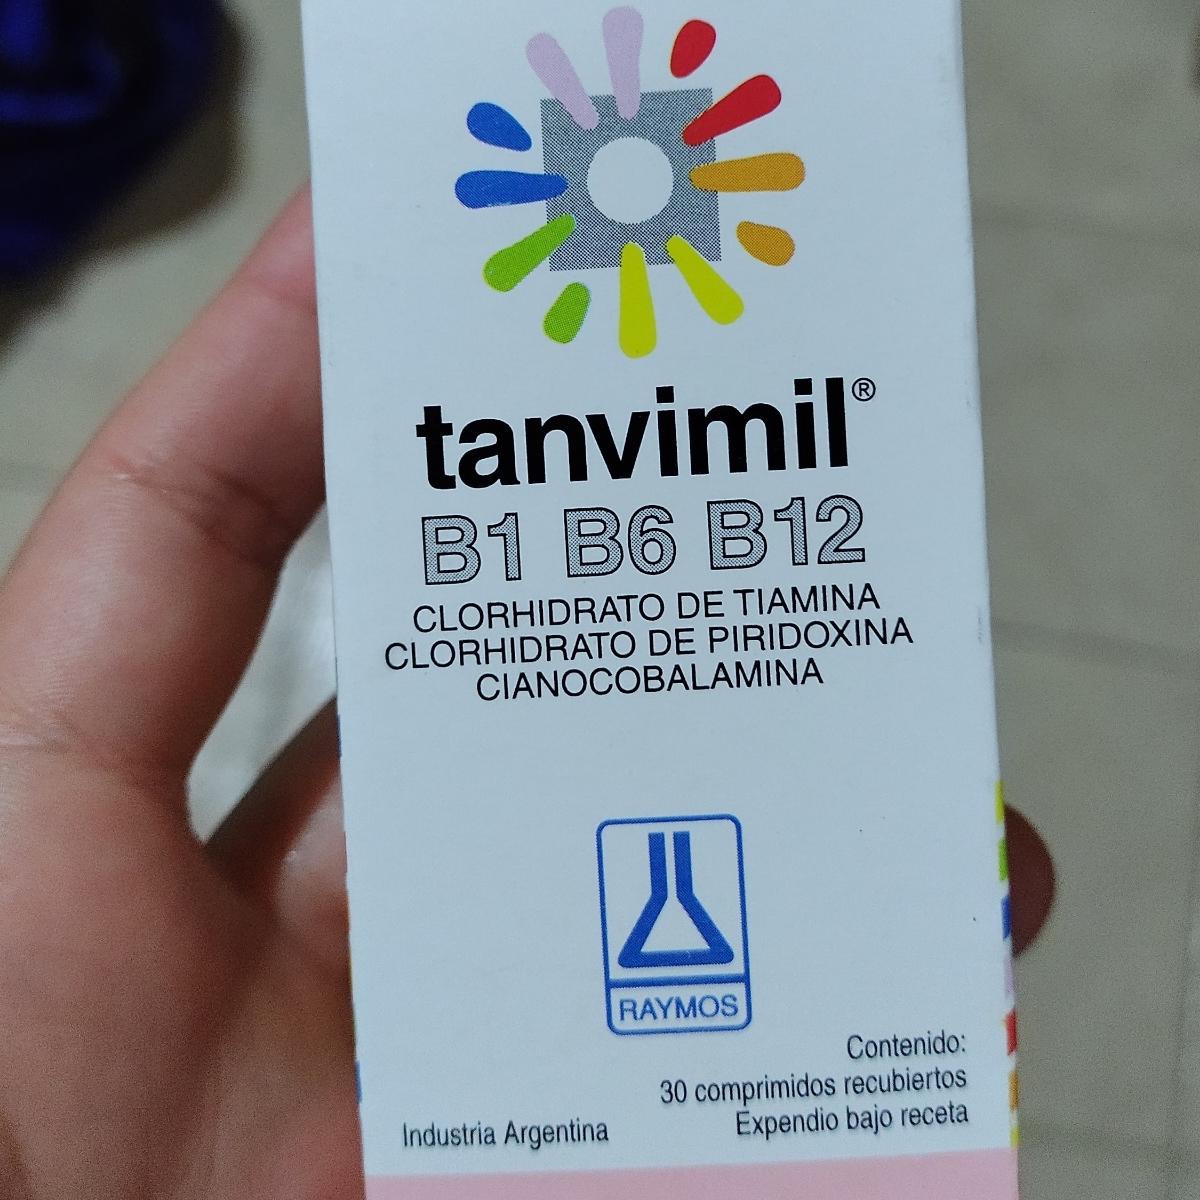 tanvimil®
B1 B6 B12
CLORHIDRATO DE TIAMINA
CLORHIDRATO DE PIRIDOXINA
CIANOCOBALAMINA
RAYMOS
Contenido:
30 comprimidos recubiertos
Expendio bajo receta
Industria Argentina